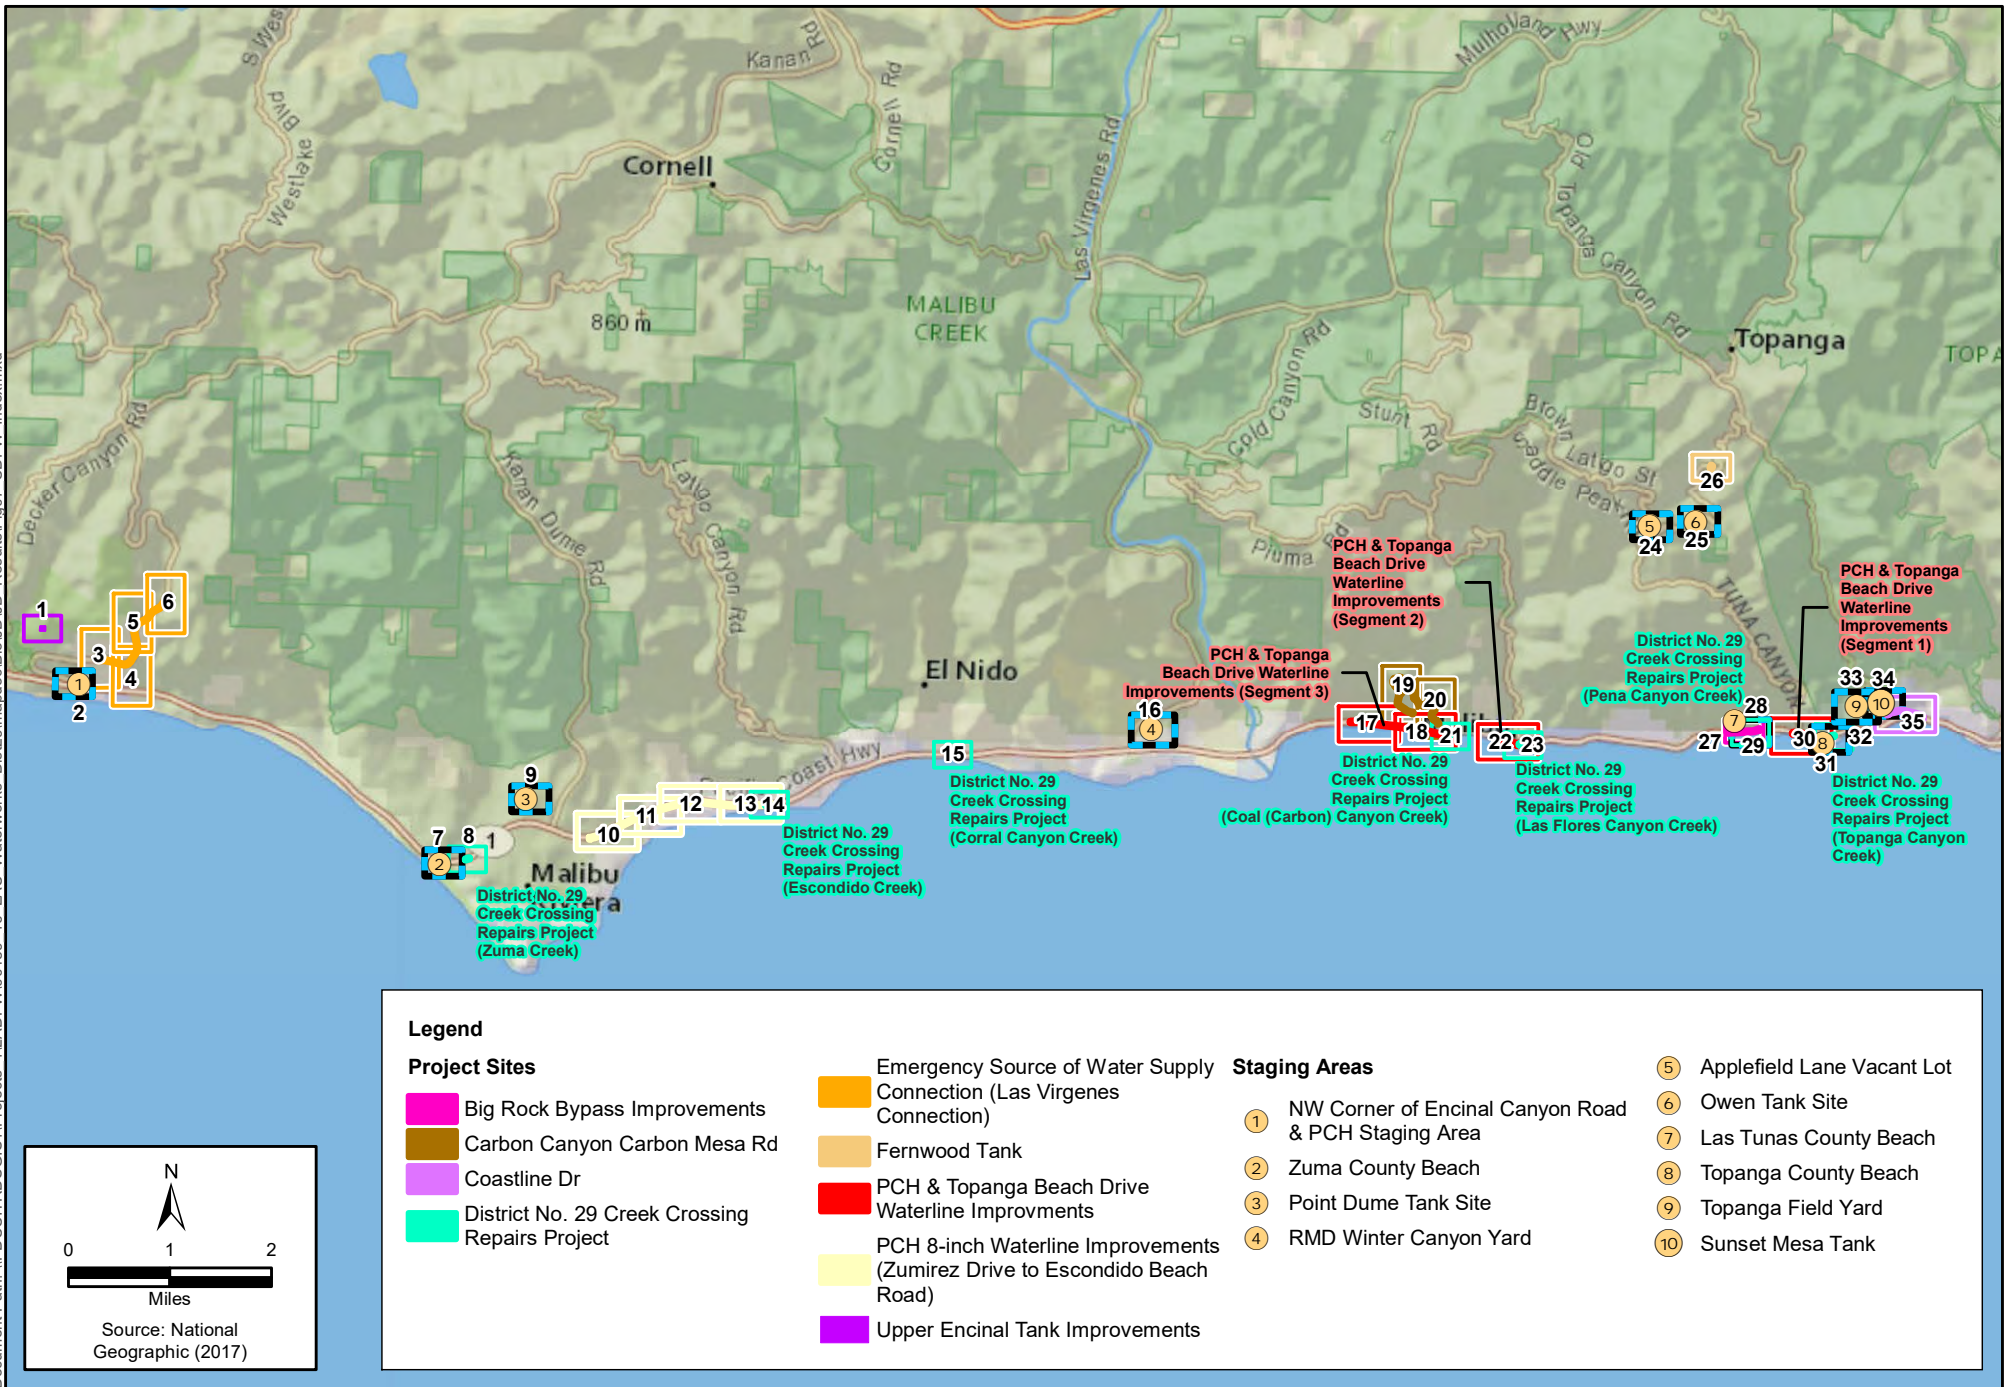 S Wes
Westlake Blvd
Kanan Rd
Cornell Rd
Cornell
Las Virgenes Rd
Mulholland Hwy
Old Topanga Canyon Rd
MALIBU
CREEK
860 m
Topanga
TOPA
Cold Canyon Rd
Stunt Rd
Brown Latigo St
Saddle Peak
Decker Canyon Rd
Kanan Dume Rd
Latigo Canyon Rd
Piuma Rd
TUNA CANYON
El Nido
Coast Hwy
1
Malibu
PCH & Topanga
Beach Drive
Waterline
Improvements
(Segment 2)
PCH & Topanga
Beach Drive
Waterline
Improvements
(Segment 1)
PCH & Topanga
Beach Drive Waterline
Improvements (Segment 3)
District No. 29
Creek Crossing
Repairs Project
(Pena Canyon Creek)
District No. 29
Creek Crossing
Repairs Project
(Coal (Carbon) Canyon Creek)
District No. 29
Creek Crossing
Repairs Project
(Las Flores Canyon Creek)
District No. 29
Creek Crossing
Repairs Project
(Topanga Canyon
Creek)
District No. 29
Creek Crossing
Repairs Project
(Corral Canyon Creek)
District No. 29
Creek Crossing
Repairs Project
(Escondido Creek)
District No. 29
Creek Crossing
Repairs Project
(Zuma Creek)
1
2
3
4
5
6
7
8
9
10
11
12
13
14
15
16
17
18
19
20
21
22
23
24
25
26
27
28
29
30
31
32
33
34
35
1
2
3
4
5
6
7
8
9
10
Legend
Project Sites
Big Rock Bypass Improvements
Carbon Canyon Carbon Mesa Rd
Coastline Dr
District No. 29 Creek Crossing
Repairs Project
Emergency Source of Water Supply
Connection (Las Virgenes
Connection)
Fernwood Tank
PCH & Topanga Beach Drive
Waterline Improvments
PCH 8-inch Waterline Improvements
(Zumirez Drive to Escondido Beach
Road)
Upper Encinal Tank Improvements
Staging Areas
1 NW Corner of Encinal Canyon Road
& PCH Staging Area
2 Zuma County Beach
3 Point Dume Tank Site
4 RMD Winter Canyon Yard
5 Applefield Lane Vacant Lot
6 Owen Tank Site
7 Las Tunas County Beach
8 Topanga County Beach
9 Topanga Field Yard
10 Sunset Mesa Tank
N
0 1 2
Miles
Source: National
Geographic (2017)